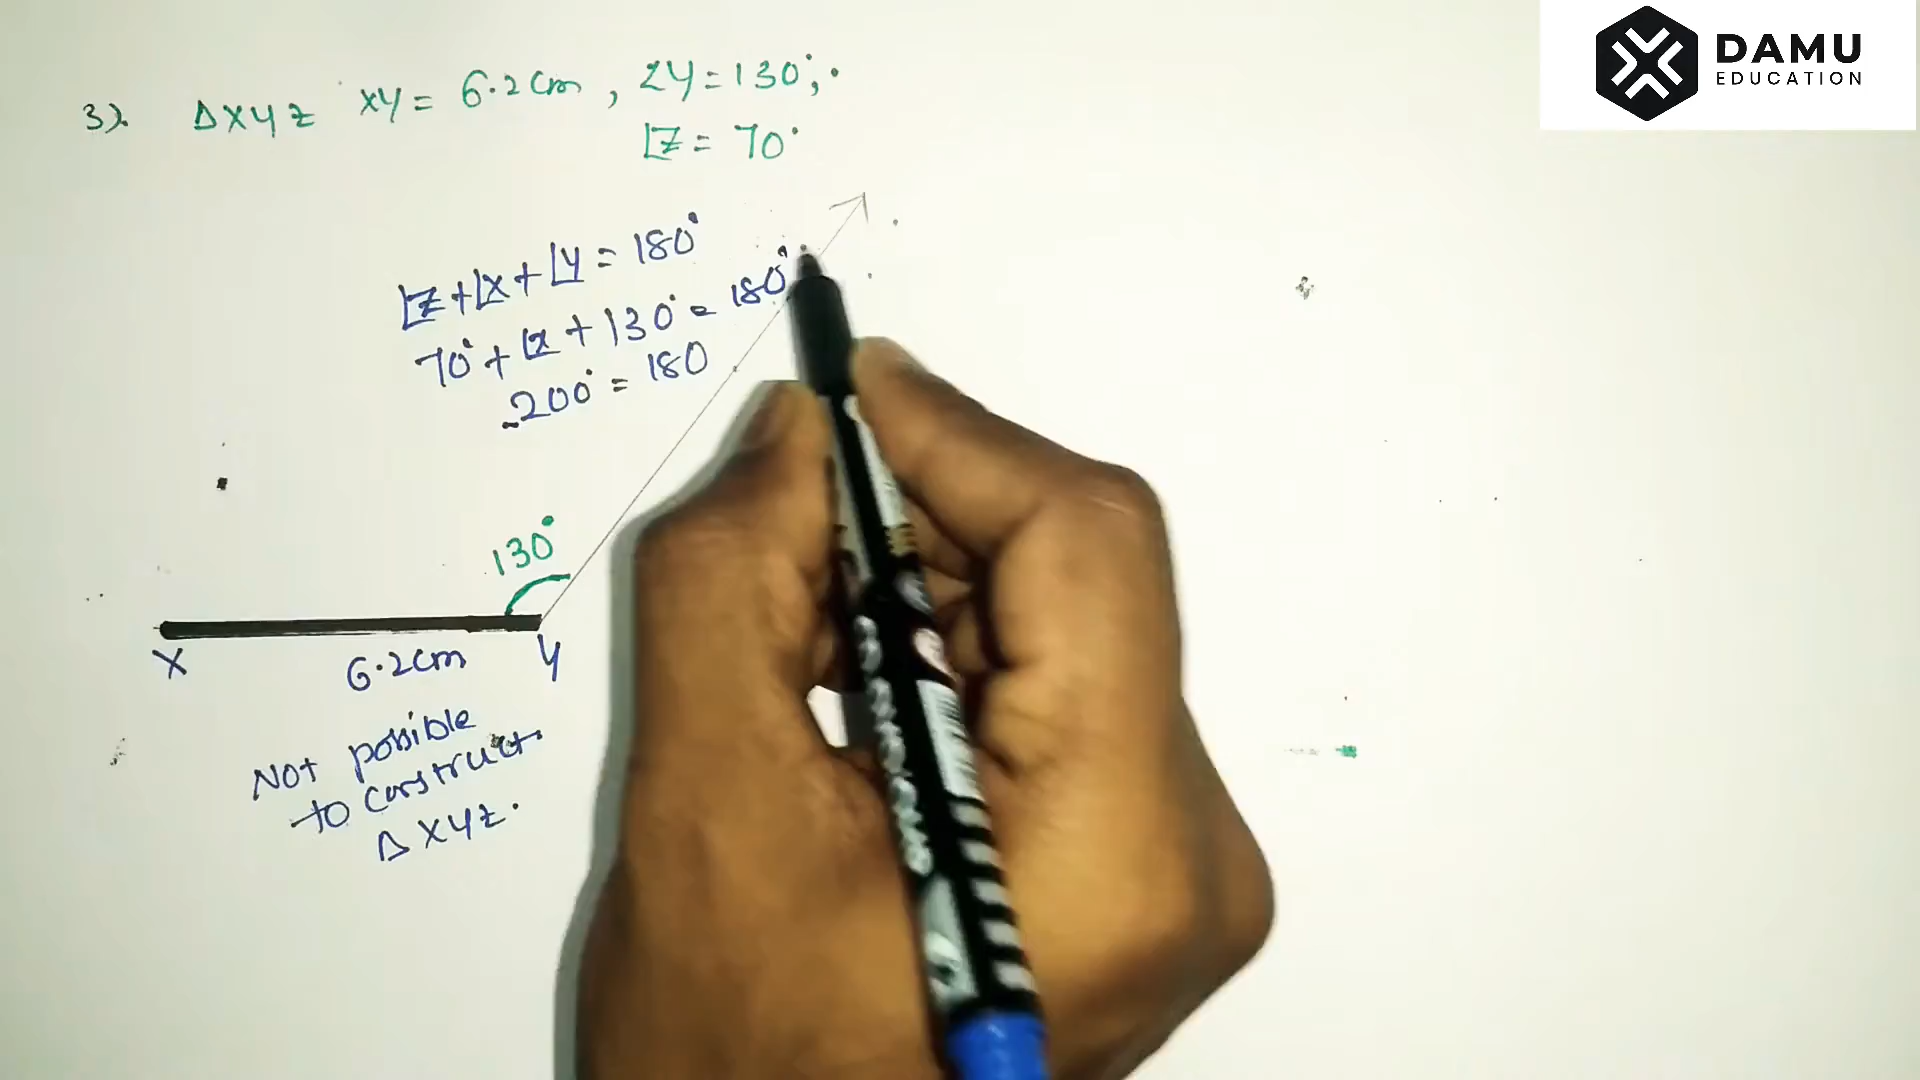 DAMU
EDUCATION
3). ΔXYZ XY = 6.2cm, ∠Y = 130°,
∠Z = 70°
∠Z + ∠X + ∠Y = 180°
70° + ∠x + 130° = 180°
200° = 180
130°
X 6.2cm Y
Not possible
to construct
ΔXYZ.